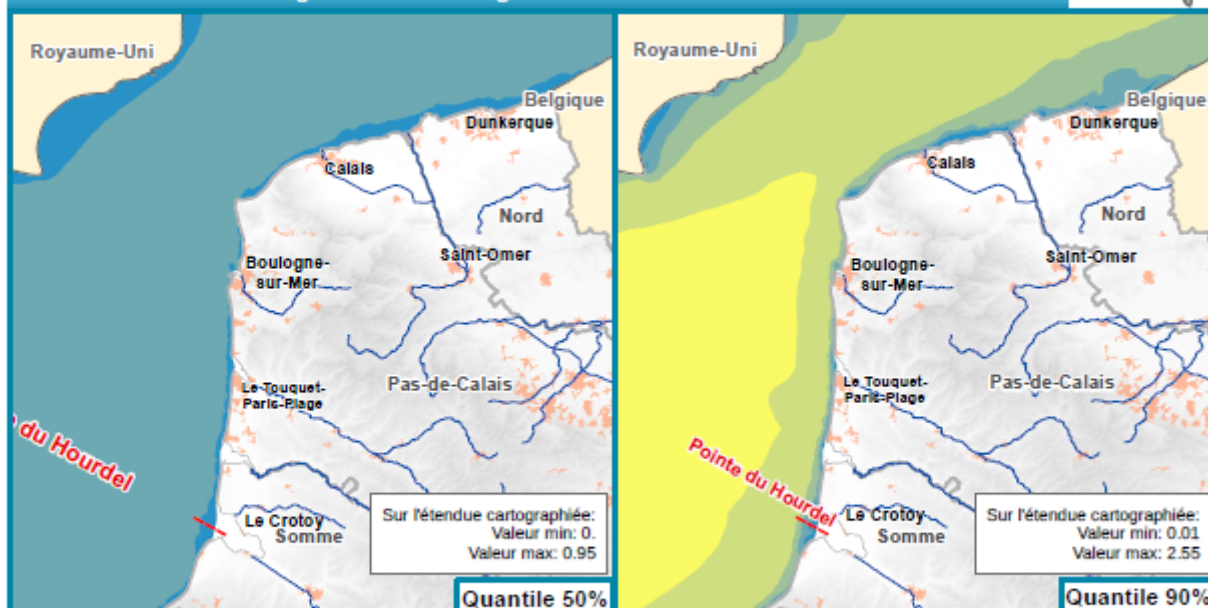 Royaume-Uni
Belgique
Dunkerque
Calais
Nord
Saint-Omer
Boulogne-
sur-Mer
Le Touquet-
Paris-Plage
Pas-de-Calais
du Hourdel
Le Crotoy
Somme
Sur l'étendue cartographiée:
Valeur min: 0.
Valeur max: 0.95
Quantile 50%
Royaume-Uni
Belgique
Dunkerque
Calais
Nord
Saint-Omer
Boulogne-
sur-Mer
Le Touquet-
Paris-Plage
Pas-de-Calais
Pointe du Hourdel
Le Crotoy
Somme
Sur l'étendue cartographiée:
Valeur min: 0.01
Valeur max: 2.55
Quantile 90%